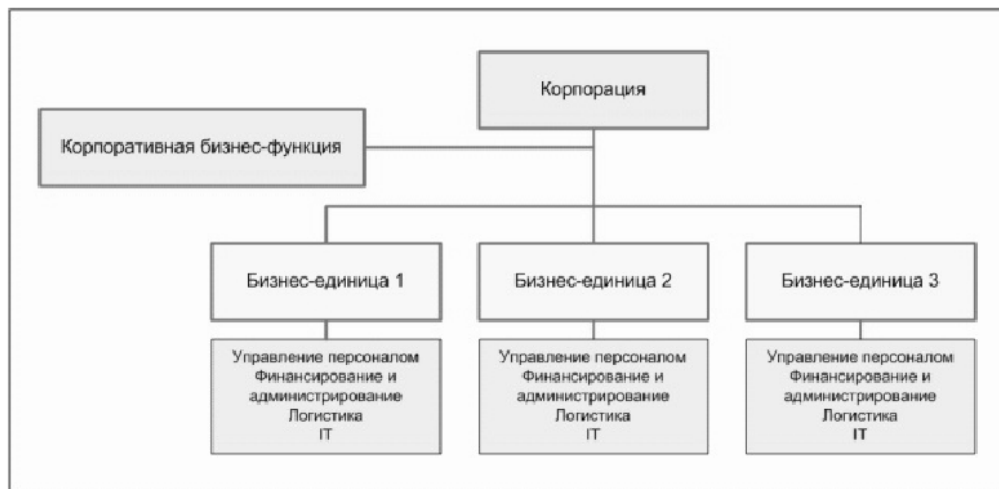 Корпорация
Корпоративная бизнес-функция
Бизнес-единица 1
Бизнес-единица 2
Бизнес-единица 3
Управление персоналом
Финансирование и
администрирование
Логистика
IT
Управление персоналом
Финансирование и
администрирование
Логистика
IT
Управление персоналом
Финансирование и
администрирование
Логистика
IT